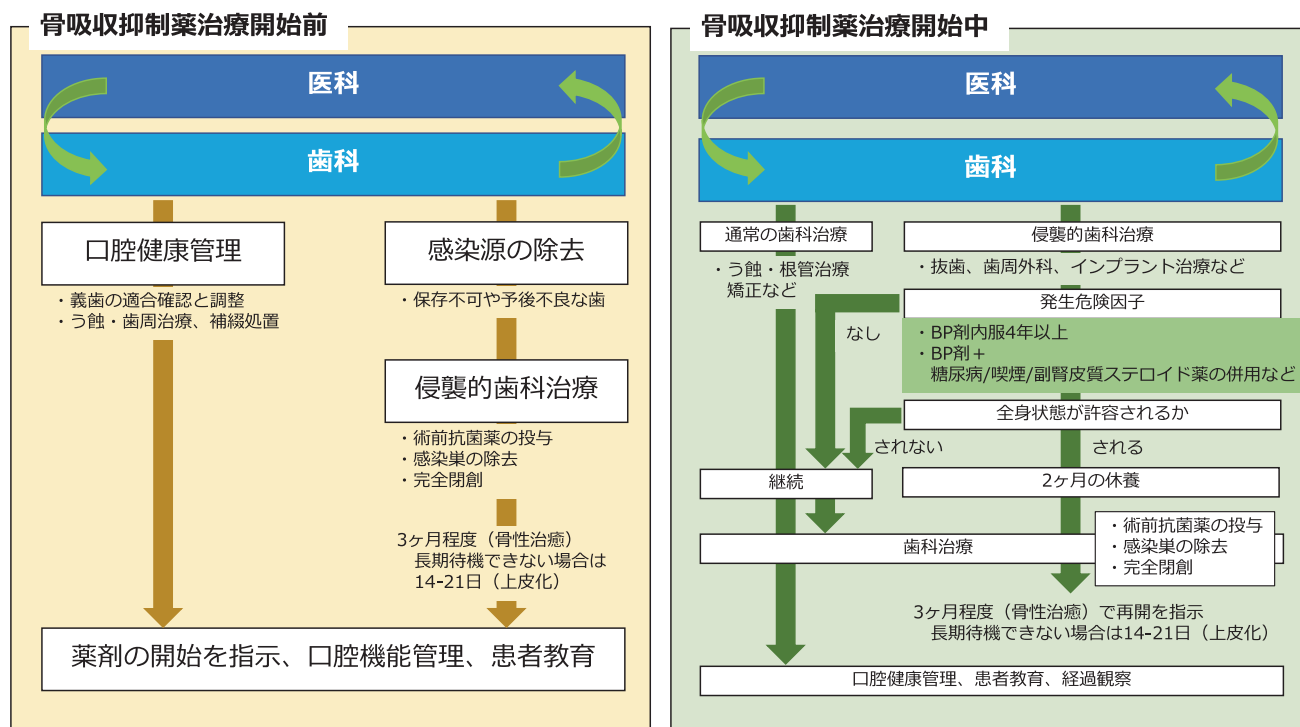 骨吸収抑制薬治療開始前
医科
歯科
口腔健康管理
・義歯の適合確認と調整
・う蝕・歯周治療、補綴処置
感染源の除去
・保存不可や予後不良な歯
侵襲的歯科治療
・術前抗菌薬の投与
・感染巣の除去
・完全閉創
3ヶ月程度（骨性治癒）
長期待機できない場合は
14-21日（上皮化）
薬剤の開始を指示、口腔機能管理、患者教育
骨吸収抑制薬治療開始中
医科
歯科
通常の歯科治療
・う蝕・根管治療
矯正など
侵襲的歯科治療
・抜歯、歯周外科、インプラント治療など
発生危険因子
なし
・BP剤内服4年以上
・BP剤＋
糖尿病/喫煙/副腎皮質ステロイド薬の併用など
全身状態が許容されるか
されない
される
継続
2ヶ月の休養
歯科治療
・術前抗菌薬の投与
・感染巣の除去
・完全閉創
3ヶ月程度（骨性治癒）で再開を指示
長期待機できない場合は14-21日（上皮化）
口腔健康管理、患者教育、経過観察